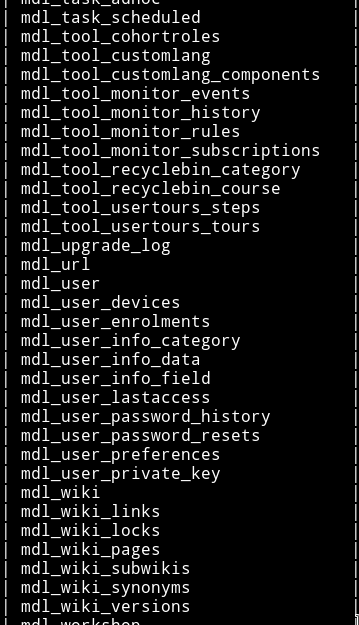 mdl_task_adhoc
| mdl_task_scheduled |
| mdl_tool_cohortroles |
| mdl_tool_customlang |
| mdl_tool_customlang_components |
| mdl_tool_monitor_events |
| mdl_tool_monitor_history |
| mdl_tool_monitor_rules |
| mdl_tool_monitor_subscriptions |
| mdl_tool_recyclebin_category |
| mdl_tool_recyclebin_course |
| mdl_tool_usertours_steps |
| mdl_tool_usertours_tours |
| mdl_upgrade_log |
| mdl_url |
| mdl_user |
| mdl_user_devices |
| mdl_user_enrolments |
| mdl_user_info_category |
| mdl_user_info_data |
| mdl_user_info_field |
| mdl_user_lastaccess |
| mdl_user_password_history |
| mdl_user_password_resets |
| mdl_user_preferences |
| mdl_user_private_key |
| mdl_wiki |
| mdl_wiki_links |
| mdl_wiki_locks |
| mdl_wiki_pages |
| mdl_wiki_subwikis |
| mdl_wiki_synonyms |
| mdl_wiki_versions |
| mdl_workshop